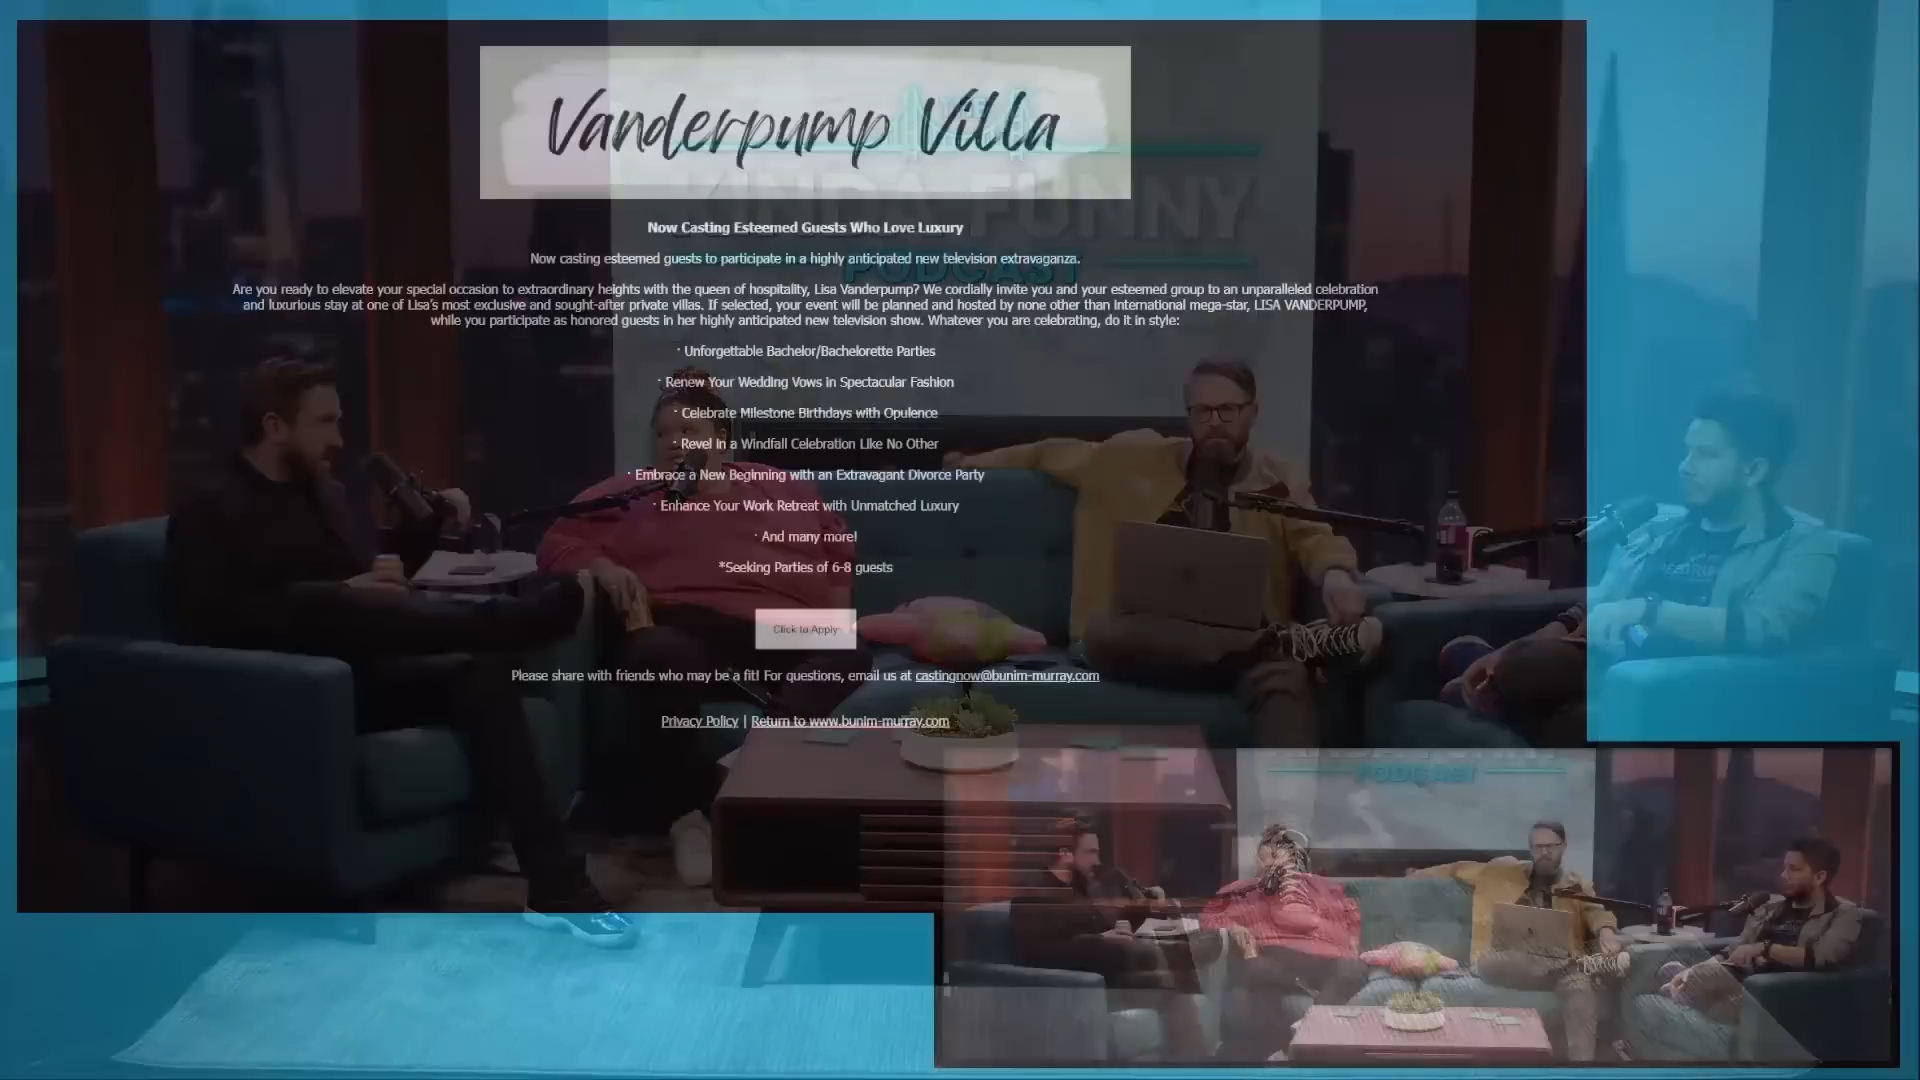 Vanderpump Villa
KINDA FUNNY
PODCAST
Now Casting Esteemed Guests Who Love Luxury
Now casting esteemed guests to participate in a highly anticipated new television extravaganza.
Are you ready to elevate your special occasion to extraordinary heights with the queen of hospitality, Lisa Vanderpump? We cordially invite you and your esteemed group to an unparalleled celebration
and luxurious stay at one of Lisa's most exclusive and sought-after private villas. If selected, your event will be planned and hosted by none other than international mega-star, LISA VANDERPUMP,
while you participate as honored guests in her highly anticipated new television show. Whatever you are celebrating, do it in style:
· Unforgettable Bachelor/Bachelorette Parties
· Renew Your Wedding Vows in Spectacular Fashion
· Celebrate Milestone Birthdays with Opulence
· Revel in a Windfall Celebration Like No Other
· Embrace a New Beginning with an Extravagant Divorce Party
· Enhance Your Work Retreat with Unmatched Luxury
· And many more!
*Seeking Parties of 6-8 guests
Click to Apply
Please share with friends who may be a fit! For questions, email us at castingnow@bunim-murray.com
Privacy Policy | Return to www.bunim-murray.com
PODCAST